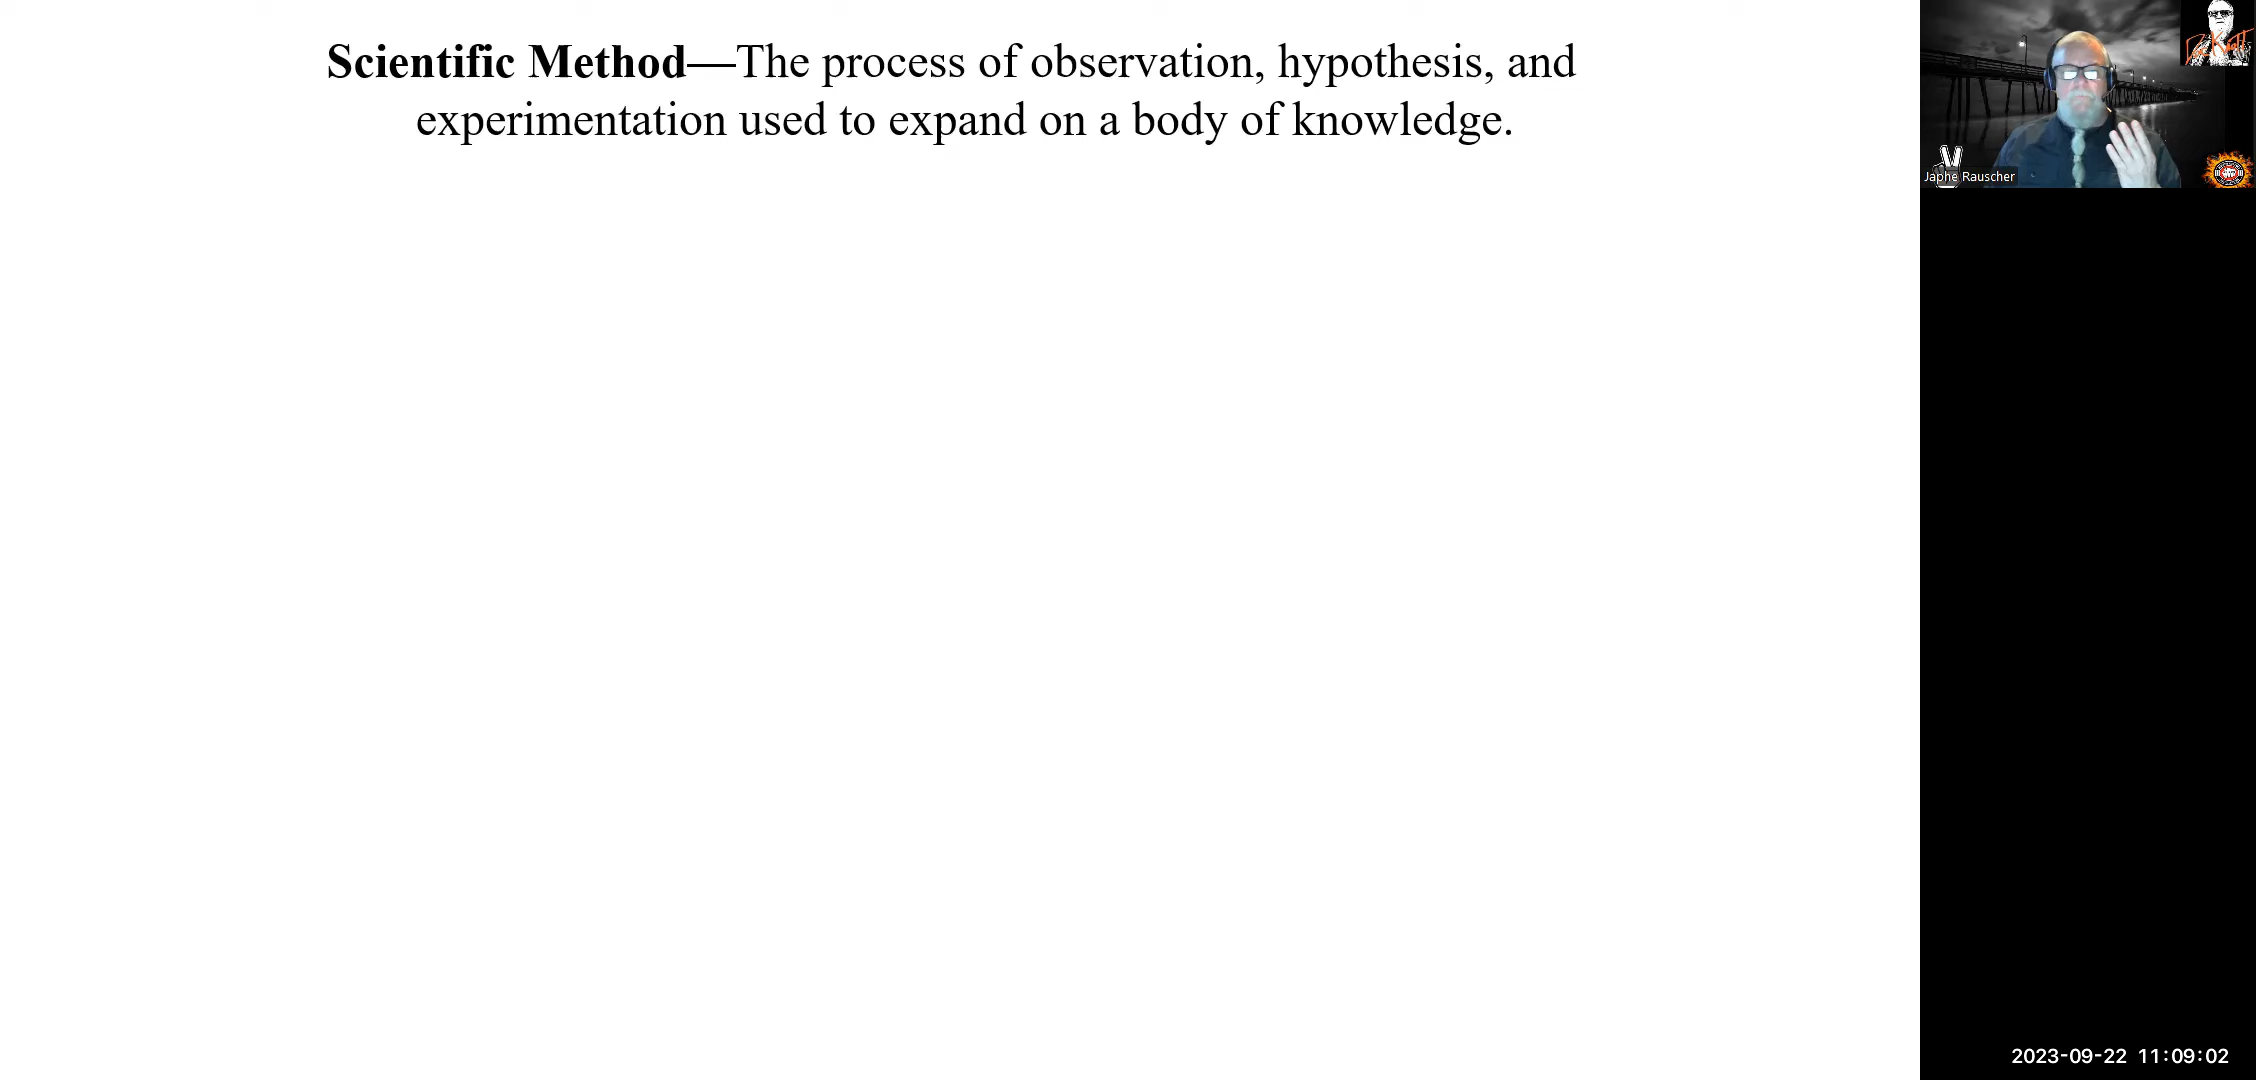 Scientific Method—The process of observation, hypothesis, and
experimentation used to expand on a body of knowledge.
Japhe Rauscher
2023-09-22 11:09:02